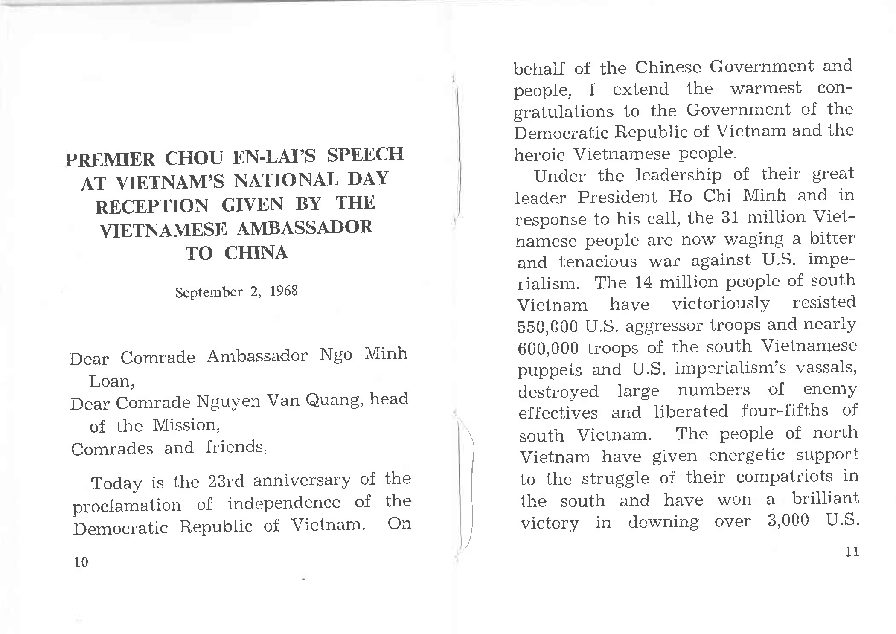 PREMIER CHOU EN-LAI'S SPEECH
AT VIETNAM'S NATIONAL DAY
RECEPTION GIVEN BY THE
VIETNAMESE AMBASSADOR
TO CHINA
September 2, 1968
Dear Comrade Ambassador Ngo Minh
Loan,
Dear Comrade Nguyen Van Quang, head
of the Mission,
Comrades and friends,
Today is the 23rd anniversary of the
proclamation of independence of the
Democratic Republic of Vietnam. On
10
behalf of the Chinese Government and
people, I extend the warmest con-
gratulations to the Government of the
Democratic Republic of Vietnam and the
heroic Vietnamese people.
Under the leadership of their great
leader President Ho Chi Minh and in
response to his call, the 31 million Viet-
namese people are now waging a bitter
and tenacious war against U.S. impe-
rialism. The 14 million people of south
Vietnam have victoriously resisted
550,000 U.S. aggressor troops and nearly
600,000 troops of the south Vietnamese
puppets and U.S. imperialism's vassals,
destroyed large numbers of enemy
effectives and liberated four-fifths of
south Vietnam. The people of north
Vietnam have given energetic support
to the struggle of their compatriots in
the south and have won a brilliant
victory in downing over 3,000 U.S.
11